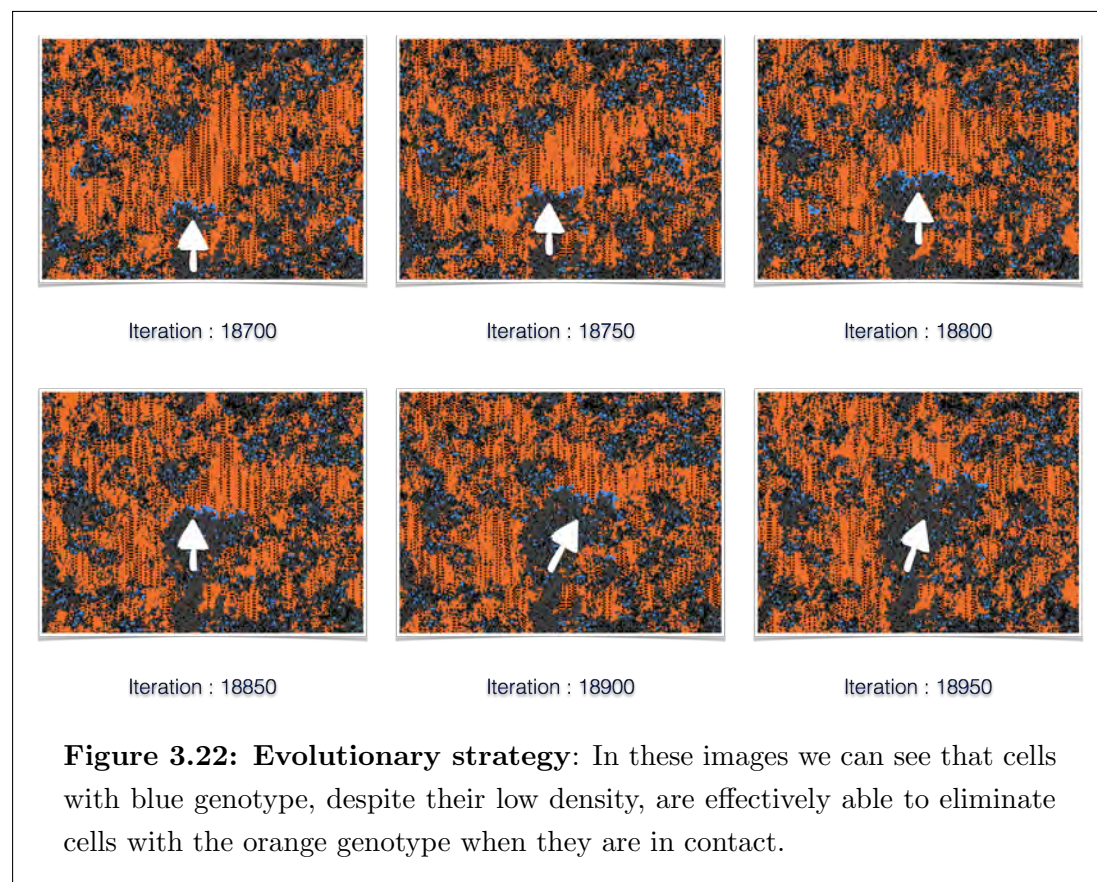 Iteration : 18700
Iteration : 18750
Iteration : 18800
Iteration : 18850
Iteration : 18900
Iteration : 18950
Figure 3.22: Evolutionary strategy: In these images we can see that cells
with blue genotype, despite their low density, are effectively able to eliminate
cells with the orange genotype when they are in contact.